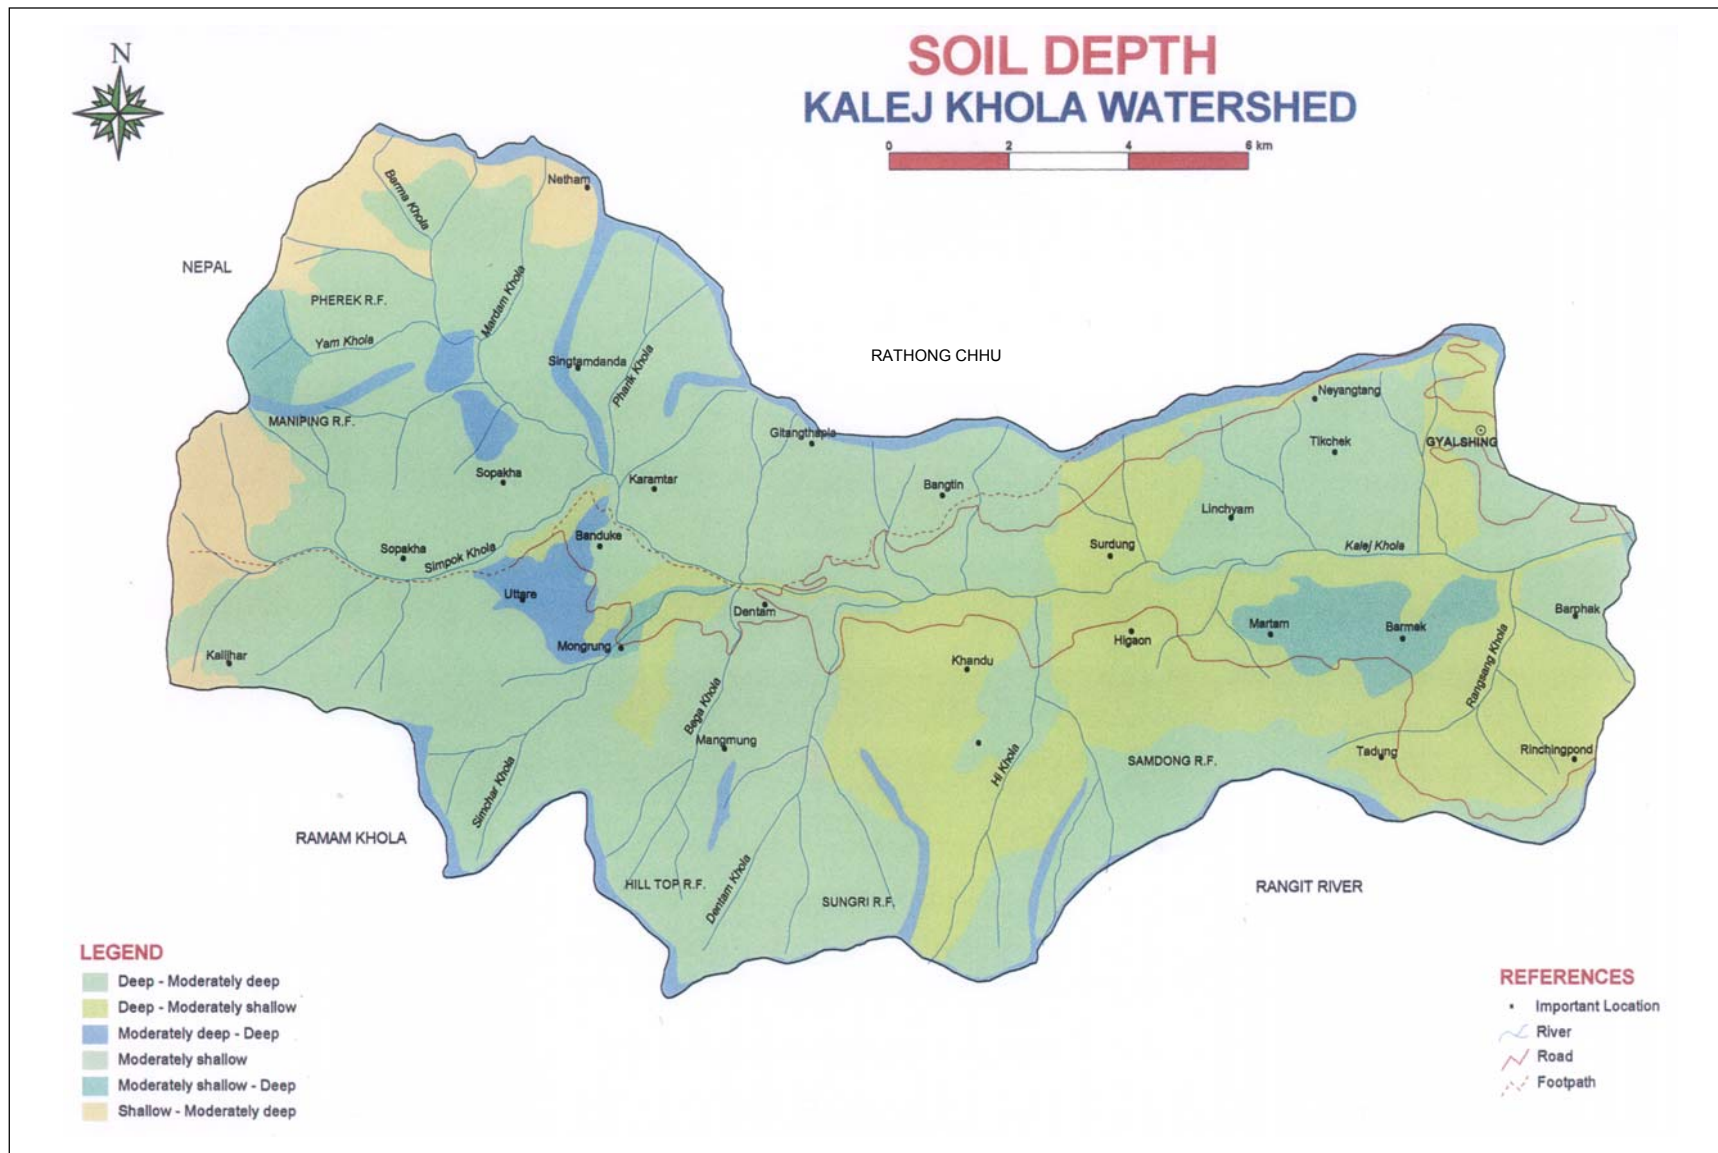 N
SOIL DEPTH
KALEJ KHOLA WATERSHED
0 2 4 6 km
Netham
Barma Khola
NEPAL
PHEREK R.F.
Mardam Khola
Yam Khola
RATHONG CHHU
Singtamdanda
Pharik Khola
Neyangtang
MANIPING R.F.
Gitangthapla
Tikchek
GYALSHING
Sopakha
Karamtar
Bangtin
Linchyam
Banduke
Surdung
Kalej Khola
Sopakha
Simpok Khola
Uttare
Dentam
Martam
Barmak
Barphak
Higaon
Mongrung
Kalijhar
Khandu
Rangsang Khola
Bega Khola
Mangmung
Hi Khola
SAMDONG R.F.
Tadung
Rinchingpond
Simchar Khola
RAMAM KHOLA
HILL TOP R.F.
Dentam Khola
SUNGRI R.F.
RANGIT RIVER
LEGEND
Deep - Moderately deep
Deep - Moderately shallow
Moderately deep - Deep
Moderately shallow
Moderately shallow - Deep
Shallow - Moderately deep
REFERENCES
Important Location
River
Road
Footpath